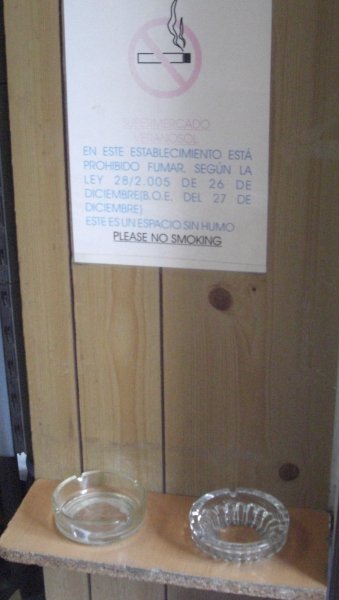 SUPERMERCADO
VERANOSOL
EN ESTE ESTABLECIMIENTO ESTÁ
PROHIBIDO FUMAR, SEGÚN LA
LEY 28/2.005 DE 26 DE
DICIEMBRE(B.O.E. DEL 27 DE
DICIEMBRE)
ESTE ES UN ESPACIO SIN HUMO
PLEASE NO SMOKING